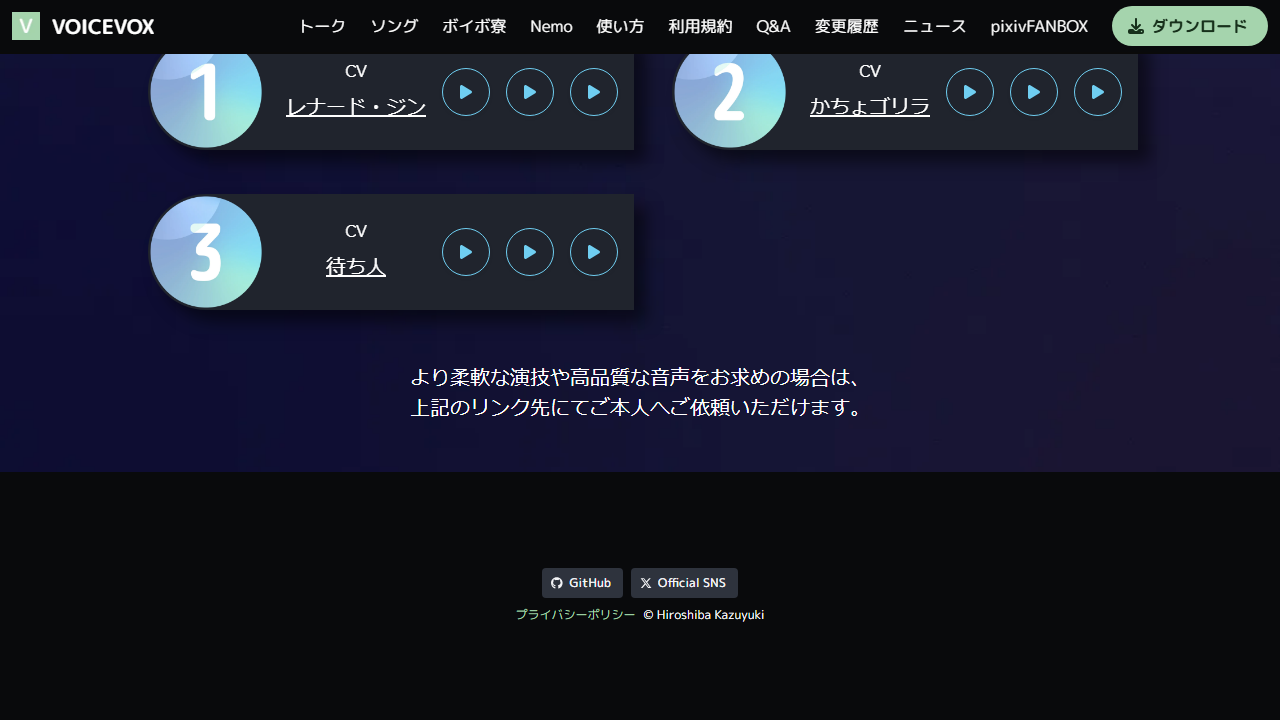 V VOICEVOX トーク ソング ボイボ寮 Nemo 使い方 利用規約 Q&A 変更履歴 ニュース pixivFANBOX ダウンロード
1 CV レナード・ジン
2 CV かちょゴリラ
3 CV 待ち人
より柔軟な演技や高品質な音声をお求めの場合は、
上記のリンク先にてご本人へご依頼いただけます。
GitHub Official SNS
プライバシーポリシー © Hiroshiba Kazuyuki